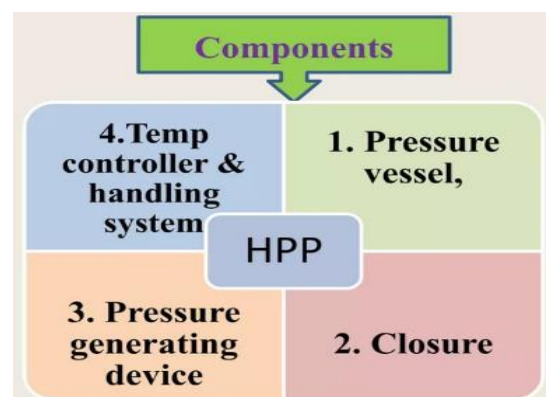 Components
4.Temp
controller &
handling
system
1. Pressure
vessel,
HPP
3. Pressure
generating
device
2. Closure